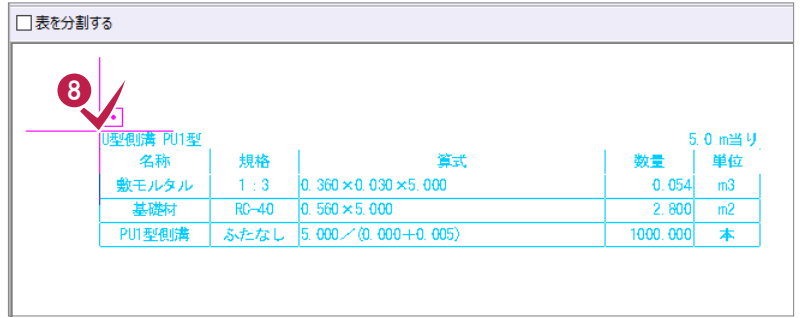 表を分割する
8
U型側溝 PU1型 5.0 m当り
名称 規格 算式 数量 単位
敷モルタル 1:3 0.360×0.030×5.000 0.054 m3
基礎材 RC-40 0.560×5.000 2.800 m2
PU1型側溝 ふたなし 5.000/(0.000+0.005) 1000.000 本